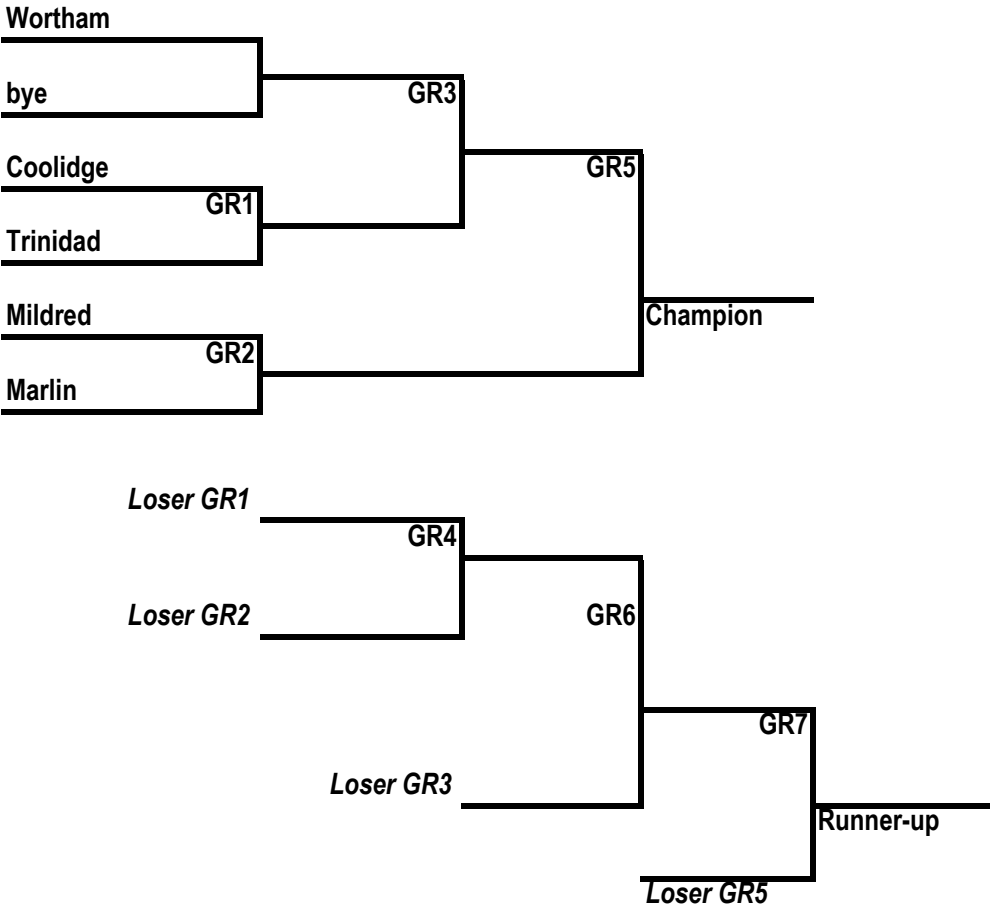 Wortham
bye
GR3
Coolidge
GR5
GR1
Trinidad
Mildred
Champion
GR2
Marlin
Loser GR1
GR4
Loser GR2
GR6
GR7
Loser GR3
Runner-up
Loser GR5